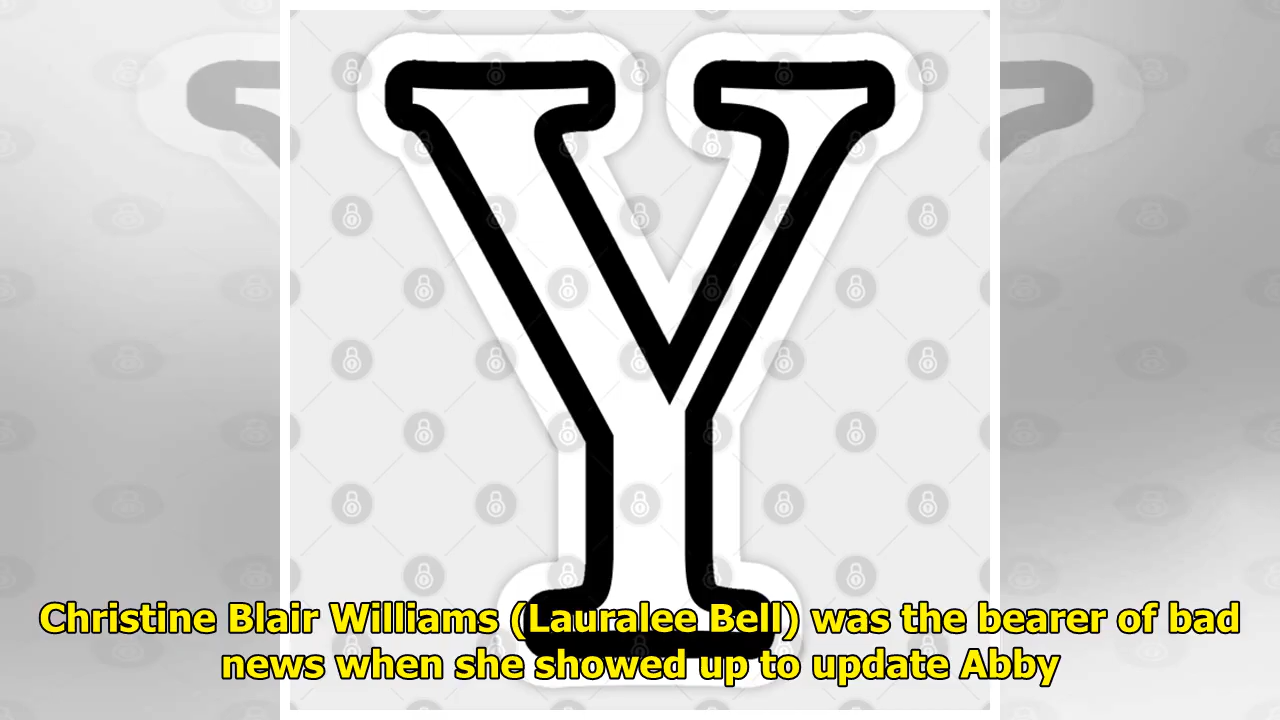 Y
Christine Blair Williams (Lauralee Bell) was the bearer of bad
news when she showed up to update Abby